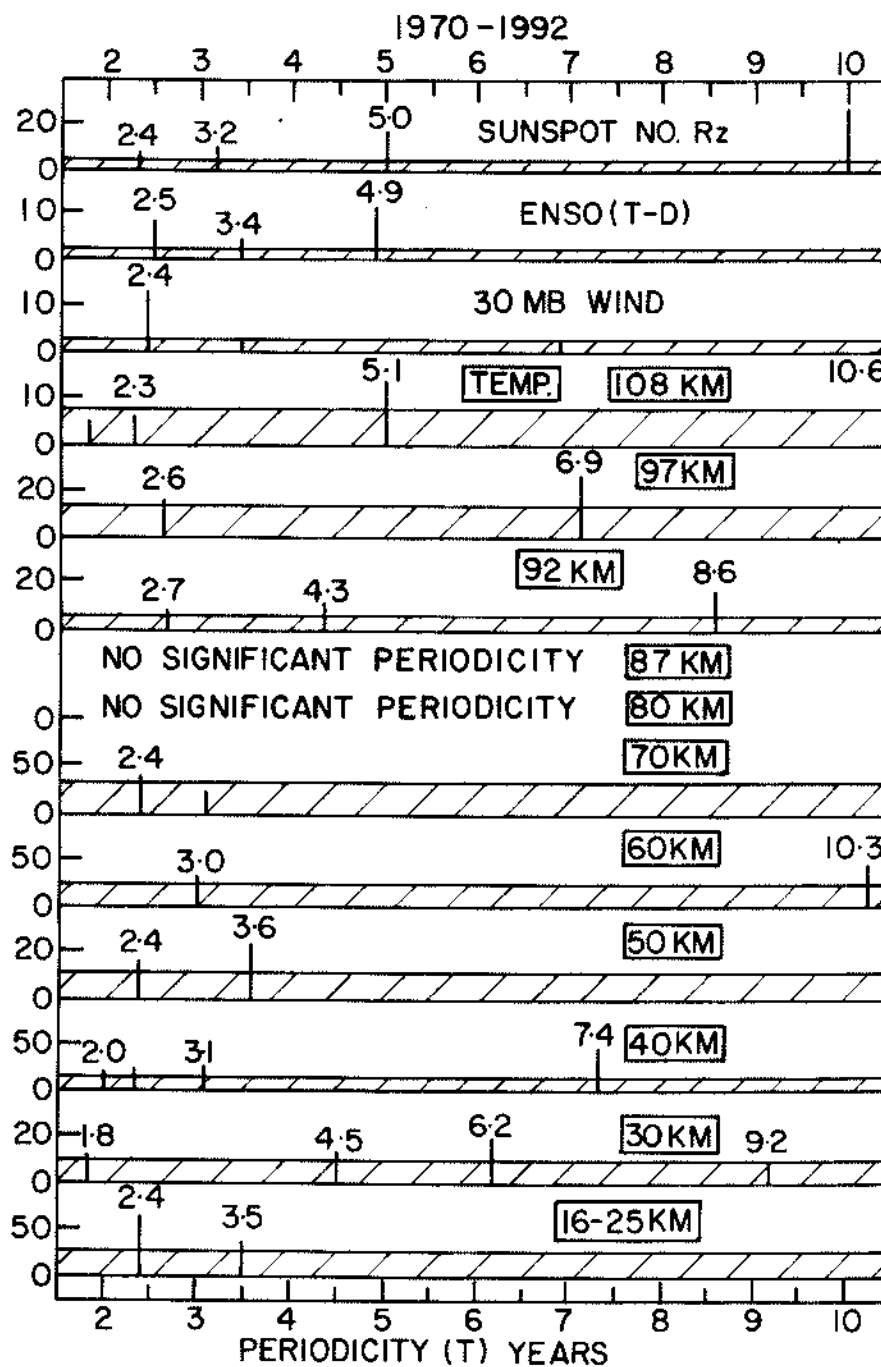 1970-1992
2 3 4 5 6 7 8 9 10
20
0
2.4 3.2 5.0 SUNSPOT NO. Rz
10
0
2.5 3.4 4.9 ENSO (T-D)
10
0
2.4 30 MB WIND
10
0
2.3 5.1 TEMP. 108 KM 10.6
20
0
2.6 6.9 97KM
20
0
2.7 4.3 92 KM 8.6
NO SIGNIFICANT PERIODICITY 87 KM
0 NO SIGNIFICANT PERIODICITY 80 KM
50
0
2.4 70KM
50
0
3.0 60KM 10.3
20
0
2.4 3.6 50 KM
50
0
2.0 3.1 7.4 40KM
20
0
1.8 4.5 6.2 30KM 9.2
50
0
2.4 3.5 16-25KM
2 3 4 5 6 7 8 9 10
PERIODICITY (T) YEARS